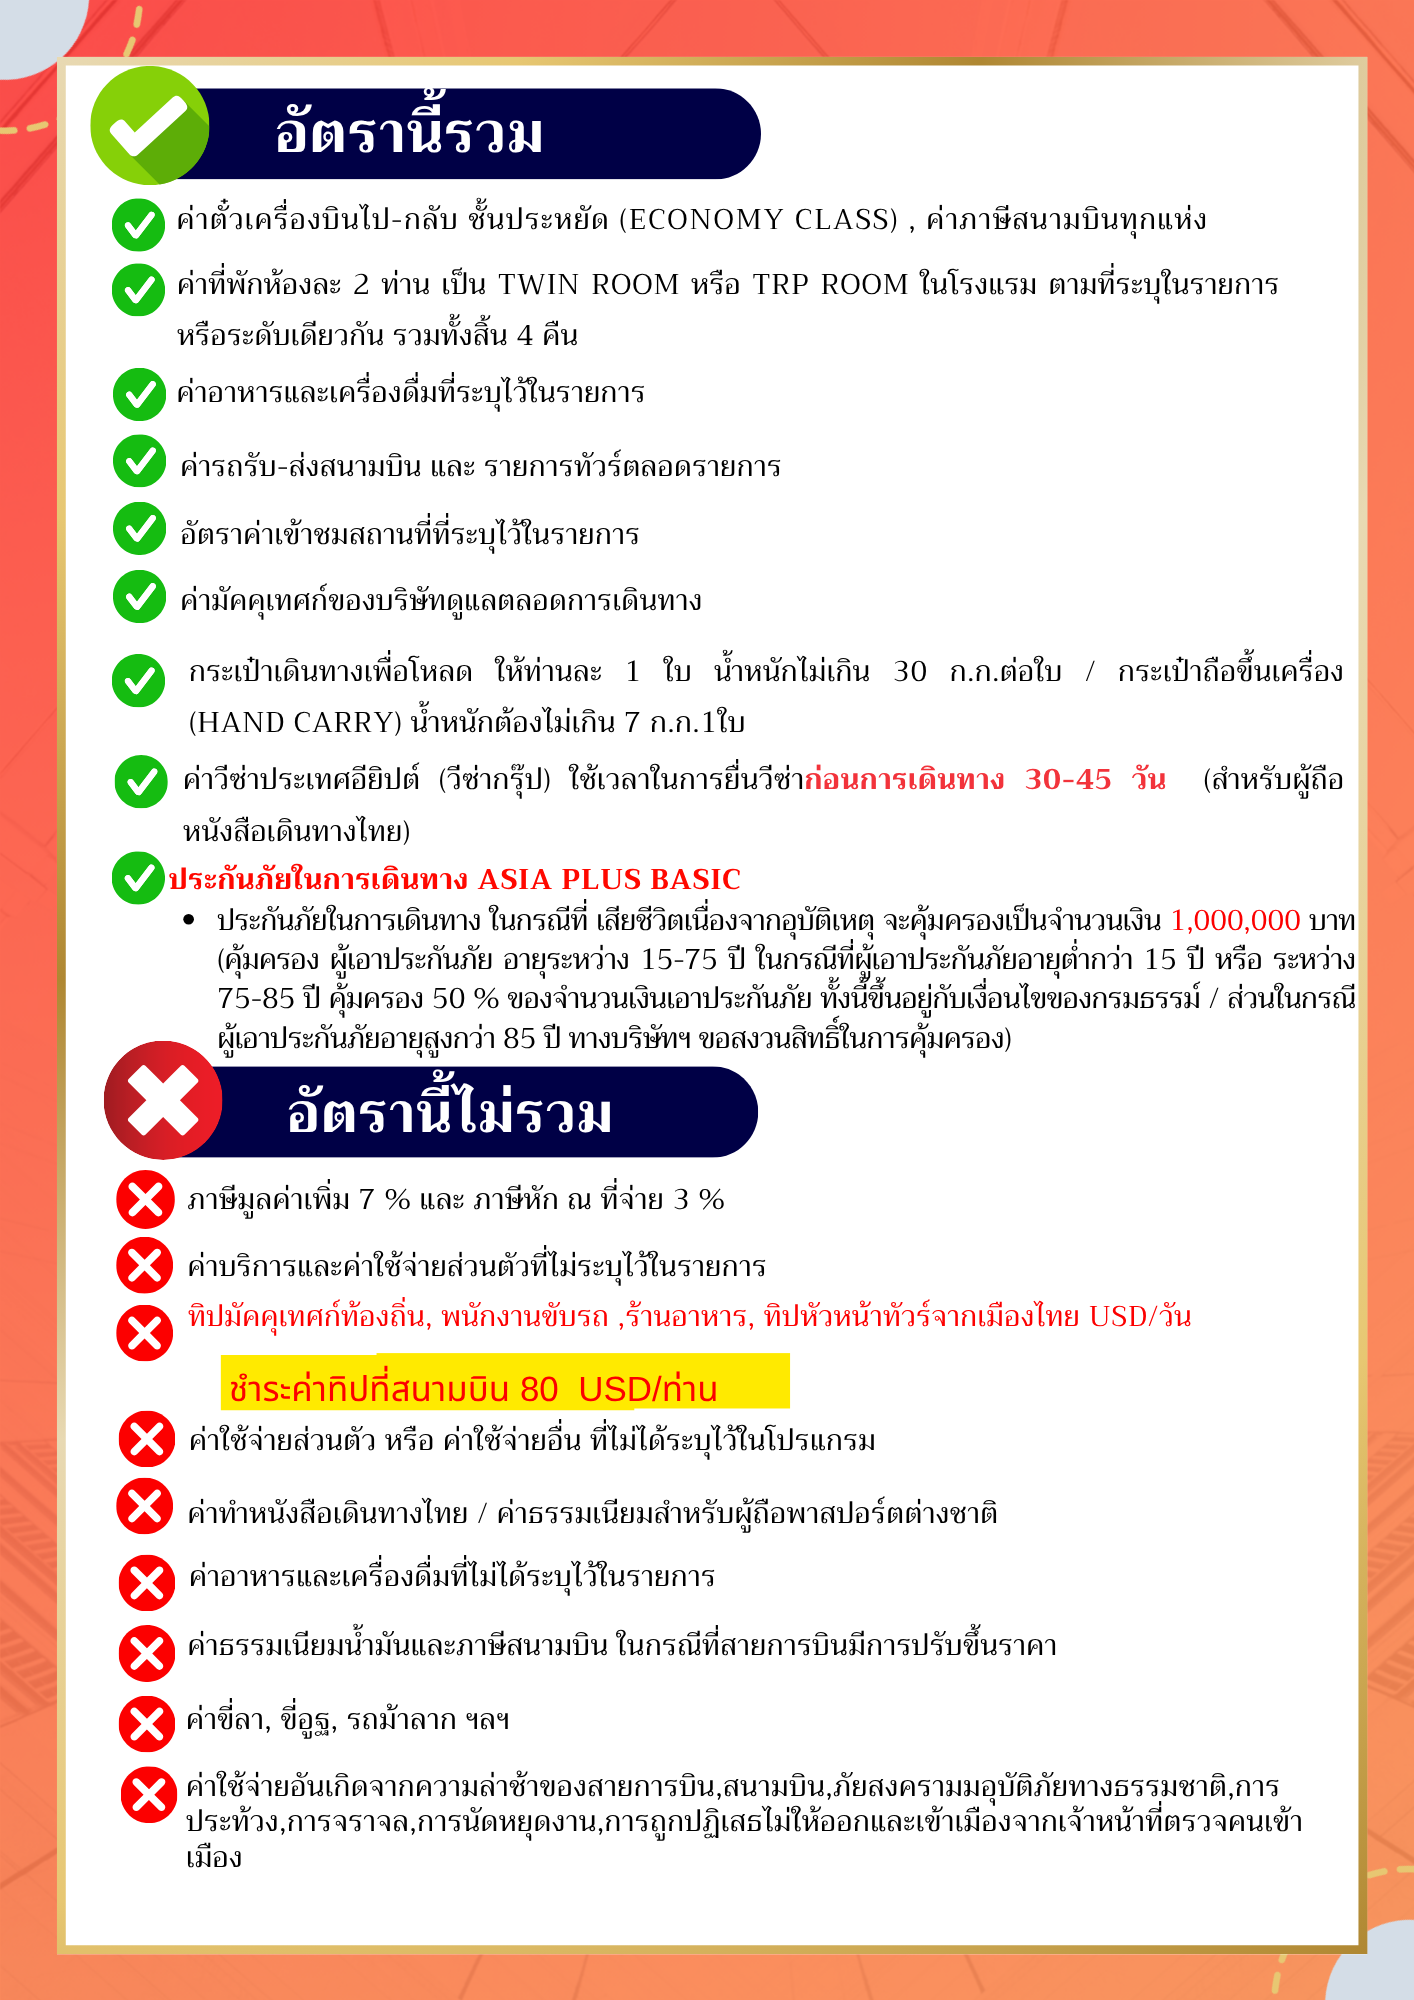 อัตรานี้รวม
ค่าตั๋วเครื่องบินไป-กลับ ชั้นประหยัด (ECONOMY CLASS) , ค่าภาษีสนามบินทุกแห่ง
ค่าที่พักห้องละ 2 ท่าน เป็น TWIN ROOM หรือ TRP ROOM ในโรงแรม ตามที่ระบุในรายการ
หรือระดับเดียวกัน รวมทั้งสิ้น 4 คืน
ค่าอาหารและเครื่องดื่มที่ระบุไว้ในรายการ
ค่ารถรับ-ส่งสนามบิน และ รายการทัวร์ตลอดรายการ
อัตราค่าเข้าชมสถานที่ที่ระบุไว้ในรายการ
ค่ามัคคุเทศก์ของบริษัทดูแลตลอดการเดินทาง
กระเป๋าเดินทางเพื่อโหลด ให้ท่านละ 1 ใบ น้ำหนักไม่เกิน 30 ก.ก.ต่อใบ / กระเป๋าถือขึ้นเครื่อง
(HAND CARRY) น้ำหนักต้องไม่เกิน 7 ก.ก.1ใบ
ค่าวีซ่าประเทศอียิปต์ (วีซ่ากรุ๊ป) ใช้เวลาในการยื่นวีซ่าก่อนการเดินทาง 30-45 วัน (สำหรับผู้ถือ
หนังสือเดินทางไทย)
ประกันภัยในการเดินทาง ASIA PLUS BASIC
• ประกันภัยในการเดินทาง ในกรณีที่ เสียชีวิตเนื่องจากอุบัติเหตุ จะคุ้มครองเป็นจำนวนเงิน 1,000,000 บาท
(คุ้มครอง ผู้เอาประกันภัย อายุระหว่าง 15-75 ปี ในกรณีที่ผู้เอาประกันภัยอายุต่ำกว่า 15 ปี หรือ ระหว่าง
75-85 ปี คุ้มครอง 50 % ของจำนวนเงินเอาประกันภัย ทั้งนี้ขึ้นอยู่กับเงื่อนไขของกรมธรรม์ / ส่วนในกรณี
ผู้เอาประกันภัยอายุสูงกว่า 85 ปี ทางบริษัทฯ ขอสงวนสิทธิ์ในการคุ้มครอง)
อัตรานี้ไม่รวม
ภาษีมูลค่าเพิ่ม 7 % และ ภาษีหัก ณ ที่จ่าย 3 %
ค่าบริการและค่าใช้จ่ายส่วนตัวที่ไม่ระบุไว้ในรายการ
ทิปมัคคุเทศก์ท้องถิ่น, พนักงานขับรถ ,ร้านอาหาร, ทิปหัวหน้าทัวร์จากเมืองไทย USD/วัน
ชำระค่าทิปที่สนามบิน 80 USD/ท่าน
ค่าใช้จ่ายส่วนตัว หรือ ค่าใช้จ่ายอื่น ที่ไม่ได้ระบุไว้ในโปรแกรม
ค่าทำหนังสือเดินทางไทย / ค่าธรรมเนียมสำหรับผู้ถือพาสปอร์ตต่างชาติ
ค่าอาหารและเครื่องดื่มที่ไม่ได้ระบุไว้ในรายการ
ค่าธรรมเนียมน้ำมันและภาษีสนามบิน ในกรณีที่สายการบินมีการปรับขึ้นราคา
ค่าขี่ลา, ขี่อูฐ, รถม้าลาก ฯลฯ
ค่าใช้จ่ายอันเกิดจากความล่าช้าของสายการบิน,สนามบิน,ภัยสงครามมอุบัติภัยทางธรรมชาติ,การ
ประท้วง,การจราจล,การนัดหยุดงาน,การถูกปฏิเสธไม่ให้ออกและเข้าเมืองจากเจ้าหน้าที่ตรวจคนเข้า
เมือง